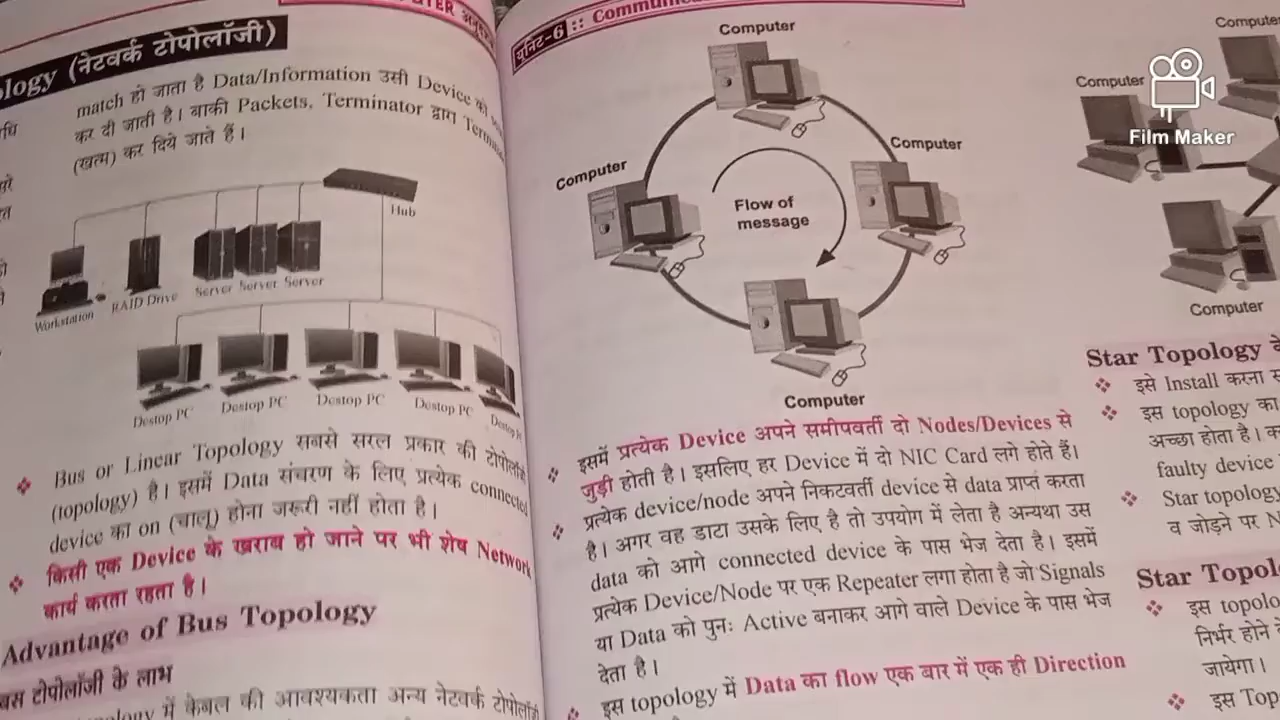 ology (नेटवर्क टोपोलॉजी)
match हो जाता है Data/Information उसी Device को
कर दी जाती है। बाकी Packets, Terminator द्वारा
(खत्म) कर दिये जाते हैं।
Hub
Workstation
RAID Drive
Server Server Server
Destop PC
Destop PC
Destop PC
Destop PC
Bus or Linear Topology सबसे सरल प्रकार की टोपोलॉजी
(topology) है। इसमें Data संचरण के लिए प्रत्येक connected
device का on (चालू) होना जरूरी नहीं होता है।
किसी एक Device के खराब हो जाने पर भी शेष Network
कार्य करता रहता है।
Advantage of Bus Topology
बस टोपोलॉजी के लाभ
में केबल की आवश्यकता अन्य नेटवर्क टोपोलॉजी
यूनिट-6 ::
Computer
Computer
Computer
Flow of
message
Computer
इसमें प्रत्येक Device अपने समीपवर्ती दो Nodes/Devices से
जुड़ी होती है। इसलिए हर Device में दो NIC Card लगे होते हैं।
प्रत्येक device/node अपने निकटवर्ती device से data प्राप्त करता
है। अगर वह डाटा उसके लिए है तो उपयोग में लेता है अन्यथा उस
data को आगे connected device के पास भेज देता है। इसमें
प्रत्येक Device/Node पर एक Repeater लगा होता है जो Signals
या Data को पुनः Active बनाकर आगे वाले Device के पास भेज
देता है।
इस topology में Data का flow एक बार में एक ही Direction
Computer
Computer
Film Maker
Computer
Star Topology
इसे Install करना
इस topology का
अच्छा होता है।
faulty device
Star topology
व जोड़ने पर
Star Topol
इस topolo
निर्भर होने
जायेगा।
इस Top